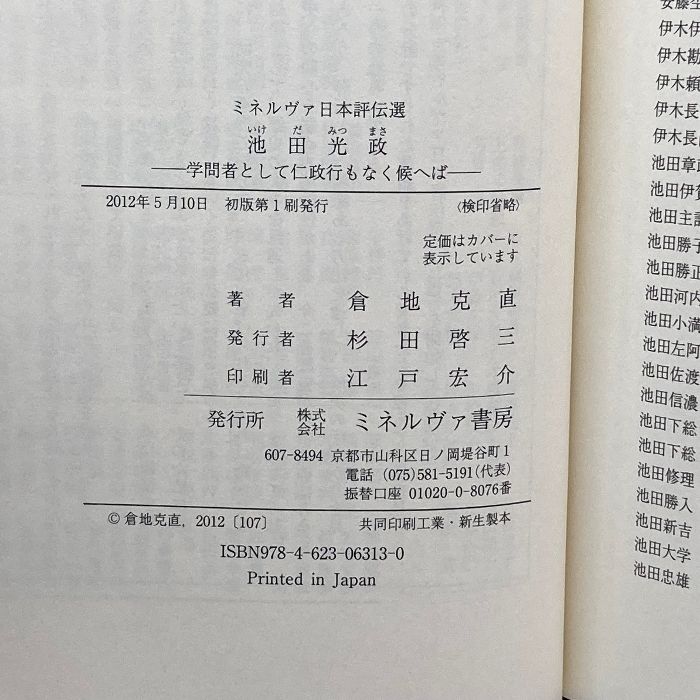 ミネルヴァ日本評伝選
いけ だ みつ まさ
池田光政
──学問者として仁政行もなく候へば──
2012年5月10日 初版第1刷発行 〈検印省略〉
定価はカバーに
表示しています
著者 倉地克直
発行者 杉田啓三
印刷者 江戸宏介
発行所 株式会社 ミネルヴァ書房
607-8494 京都市山科区日ノ岡堤谷町1
電話 (075)581-5191(代表)
振替口座 01020-0-8076番
© 倉地克直, 2012〔107〕 共同印刷工業・新生製本
ISBN978-4-623-06313-0
Printed in Japan
安藤生
伊木伊
伊木勘
伊木頼
伊木長
伊木長
池田章政
池田伊賀
池田主
池田勝子
池田勝正
池田河内
池田小満
池田左阿
池田佐渡
池田信濃
池田下総
池田下総
池田修理
池田勝入
池田新吉
池田大学
池田忠雄